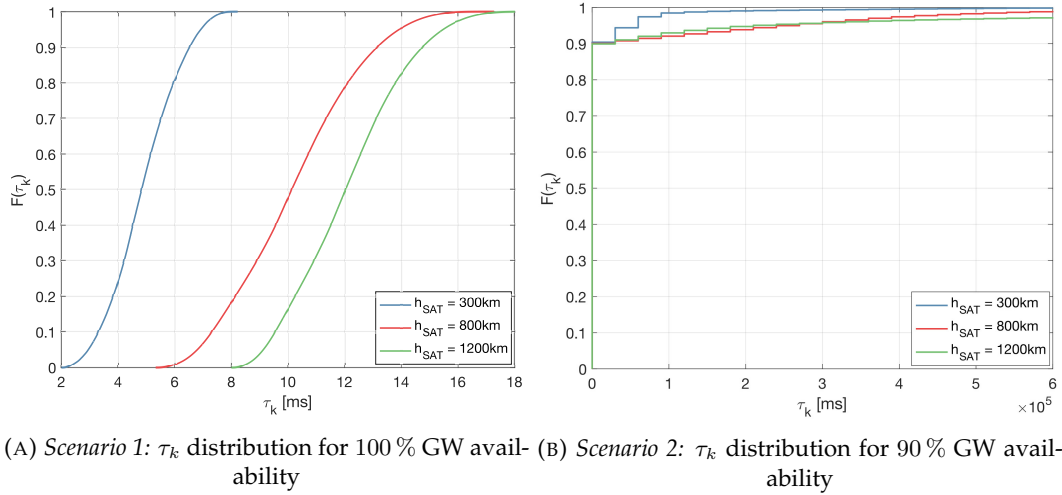 1
0.9
0.8
0.7
0.6
0.5
0.4
0.3
0.2
0.1
0
F(τk)
2 4 6 8 10 12 14 16 18
τk [ms]
hSAT = 300km
hSAT = 800km
hSAT = 1200km
1
0.9
0.8
0.7
0.6
0.5
0.4
0.3
0.2
0.1
0
F(τk)
0 1 2 3 4 5 6
×10^5
τk [ms]
hSAT = 300km
hSAT = 800km
hSAT = 1200km
(A) Scenario 1: τk distribution for 100 % GW avail-
ability
(B) Scenario 2: τk distribution for 90 % GW avail-
ability